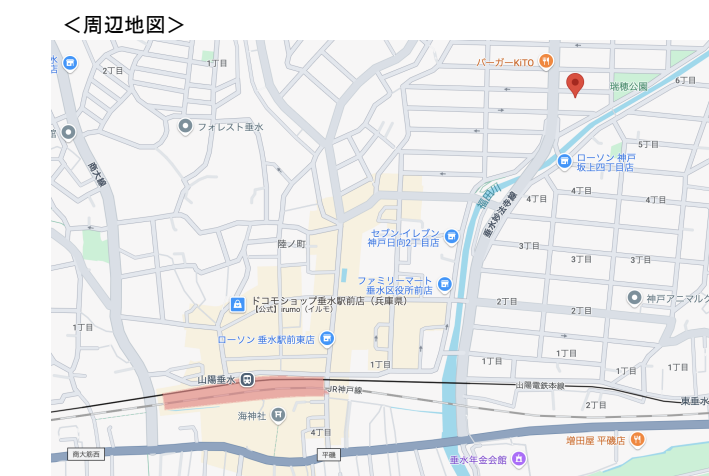 ＜周辺地図＞
2丁目
1丁目
バーガーKiTO
瑞穂公園
6丁目
フォレスト垂水
商大線
5丁目
ローソン 神戸
坂上四丁目店
福田川
4丁目
4丁目
4丁目
垂水妙法寺線
セブン-イレブン
神戸日向2丁目店
陸ノ町
3丁目
3丁目
3丁目
ファミリーマート
垂水区役所前店
ドコモショップ垂水駅前店（兵庫県）
【公式】irumo（イルモ）
2丁目
2丁目
神戸アニマルク
1丁目
ローソン 垂水駅前東店
1丁目
1丁目
1丁目
1丁目
1丁目
山陽垂水
JR神戸線
山陽電鉄本線
東垂水
2丁目
海神社
4丁目
増田屋 平磯店
商大筋西
平磯
垂水年金会館